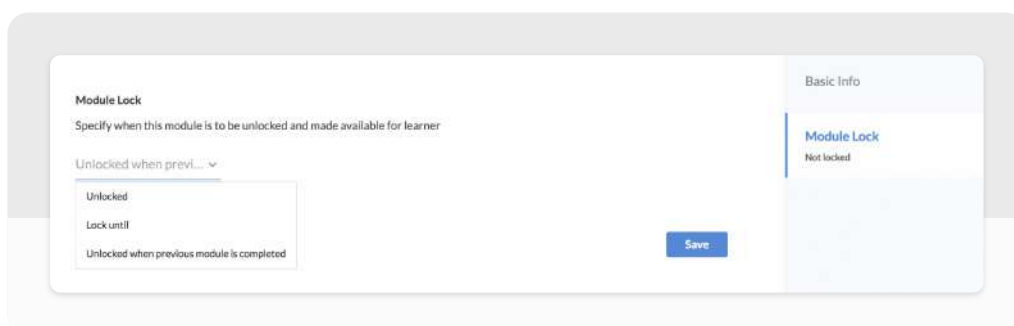 Module Lock
Specify when this module is to be unlocked and made available for learner
Unlocked when previ...
Unlocked
Lock until
Unlocked when previous module is completed
Save
Basic Info
Module Lock
Not locked